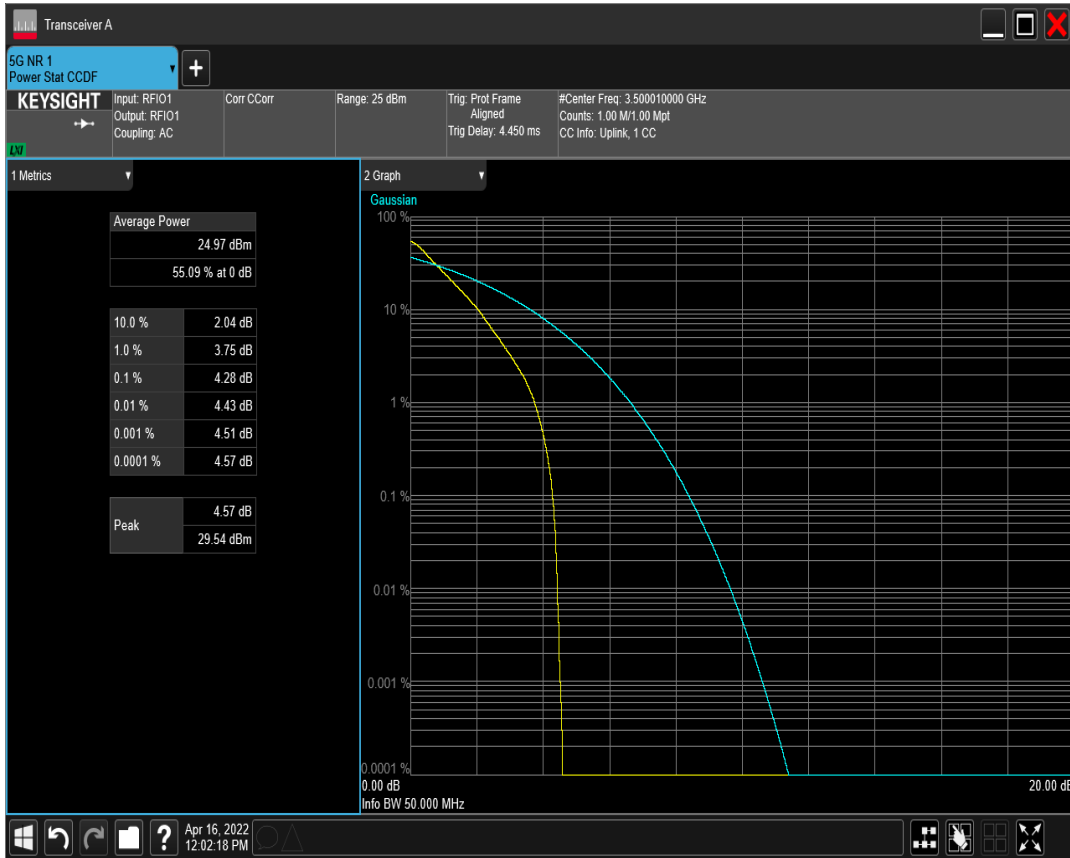 Transceiver A
5G NR 1
Power Stat CCDF
KEYSIGHT
LXI
Input: RFIO1
Output: RFIO1
Coupling: AC
Corr CCorr
Range: 25 dBm
Trig: Prot Frame
Aligned
Trig Delay: 4.450 ms
#Center Freq: 3.500010000 GHz
Counts: 1.00 M/1.00 Mpt
CC Info: Uplink, 1 CC
1 Metrics
Average Power
24.97 dBm
55.09 % at 0 dB
10.0 % 2.04 dB
1.0 % 3.75 dB
0.1 % 4.28 dB
0.01 % 4.43 dB
0.001 % 4.51 dB
0.0001 % 4.57 dB
Peak
4.57 dB
29.54 dBm
2 Graph
Gaussian
100 %
10 %
1 %
0.1 %
0.01 %
0.001 %
0.0001 %
0.00 dB 20.00 dB
Info BW 50.000 MHz
?
Apr 16, 2022
12:02:18 PM